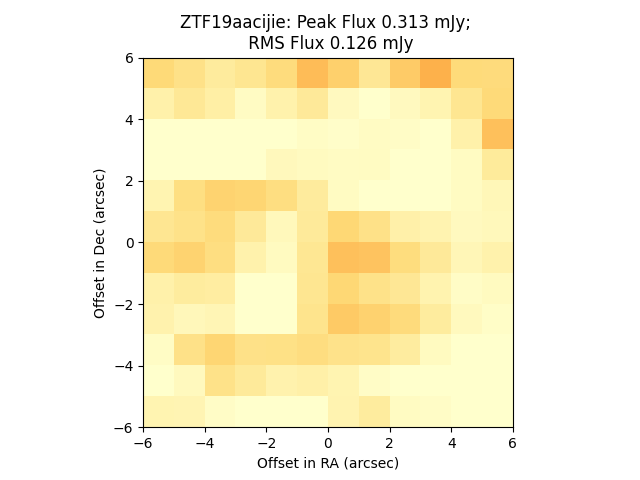 ZTF19aacijie: Peak Flux 0.313 mJy;
RMS Flux 0.126 mJy
6
4
2
0
−2
−4
−6
Offset in Dec (arcsec)
−6 −4 −2 0 2 4 6
Offset in RA (arcsec)